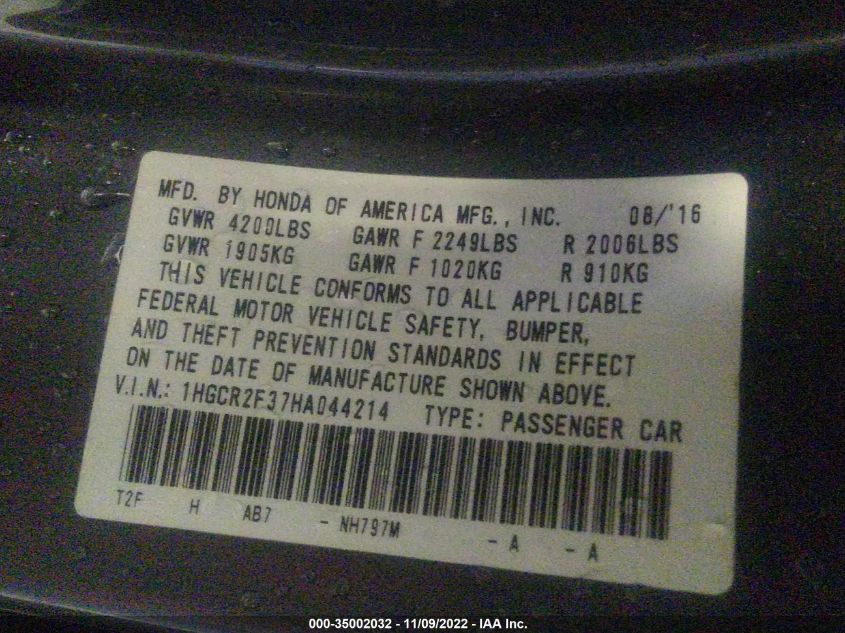 MFD. BY HONDA OF AMERICA MFG., INC. 08/'16
GVWR 4200LBS GAWR F 2249LBS R 2006LBS
GVWR 1905KG GAWR F 1020KG R 910KG
THIS VEHICLE CONFORMS TO ALL APPLICABLE
FEDERAL MOTOR VEHICLE SAFETY, BUMPER,
AND THEFT PREVENTION STANDARDS IN EFFECT
ON THE DATE OF MANUFACTURE SHOWN ABOVE.
V.I.N.: 1HGCR2F37HA044214 TYPE: PASSENGER CAR
T2F H AB7 - NH797M - A - A
000-35002032 - 11/09/2022 - IAA Inc.